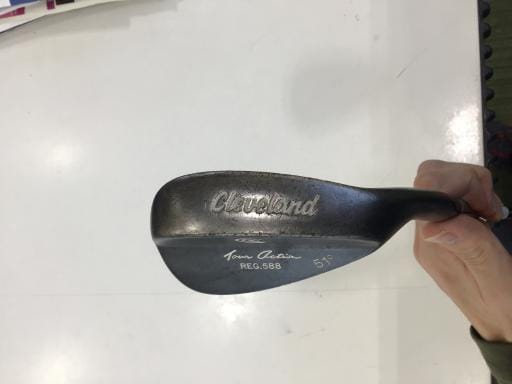 Cleveland
Tour Action
REG.588
51°